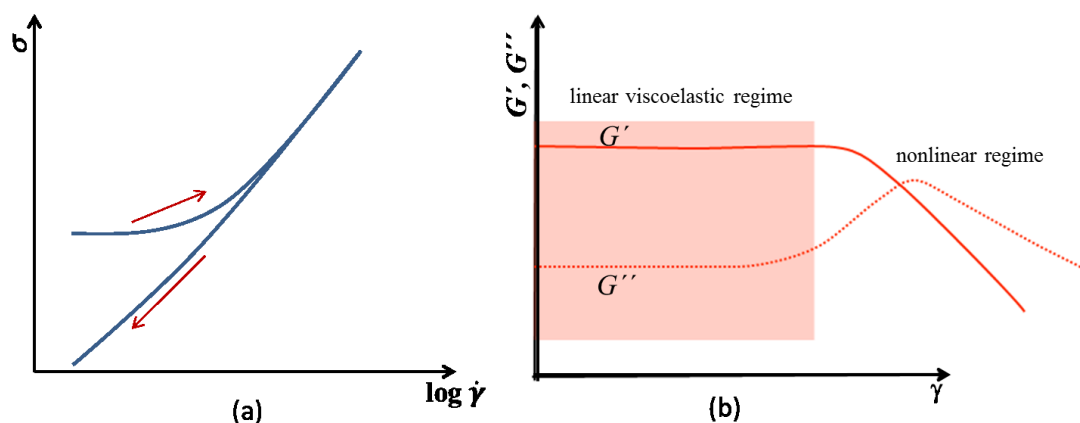 σ
log γ̇
(a)
G′, G′′
linear viscoelastic regime
G′
nonlinear regime
G′′
γ
(b)